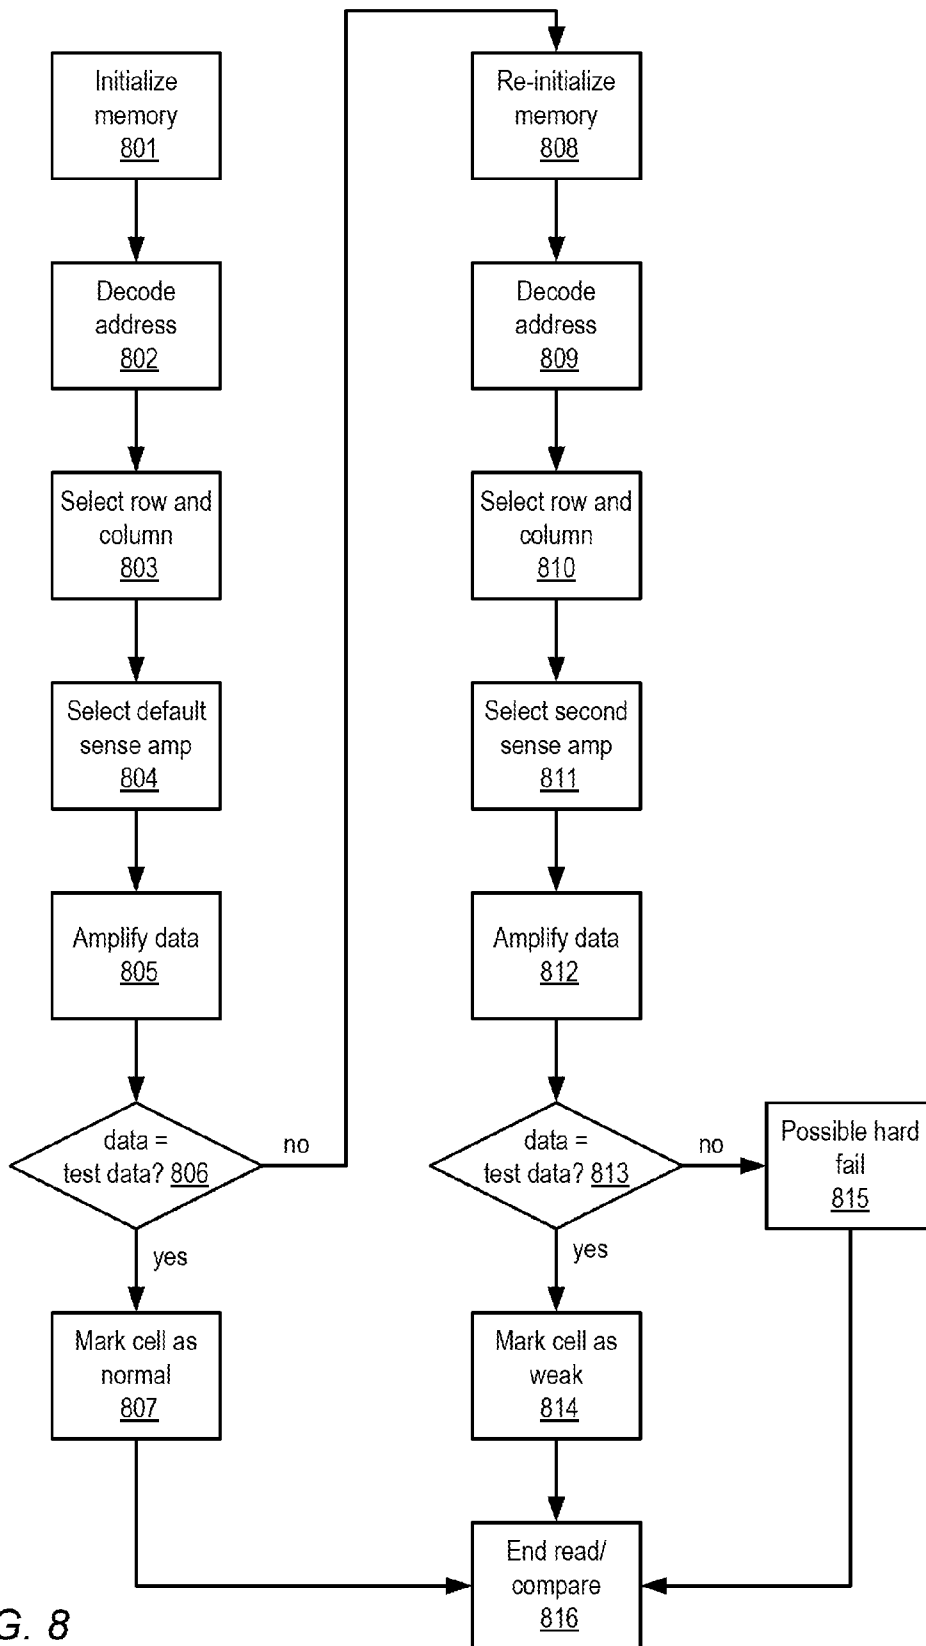 Initialize
memory
801
Decode
address
802
Select row and
column
803
Select default
sense amp
804
Amplify data
805
data =
test data? 806
no
yes
Mark cell as
normal
807
Re-initialize
memory
808
Decode
address
809
Select row and
column
810
Select second
sense amp
811
Amplify data
812
data =
test data? 813
no
yes
Possible hard
fail
815
Mark cell as
weak
814
End read/
compare
816
G. 8